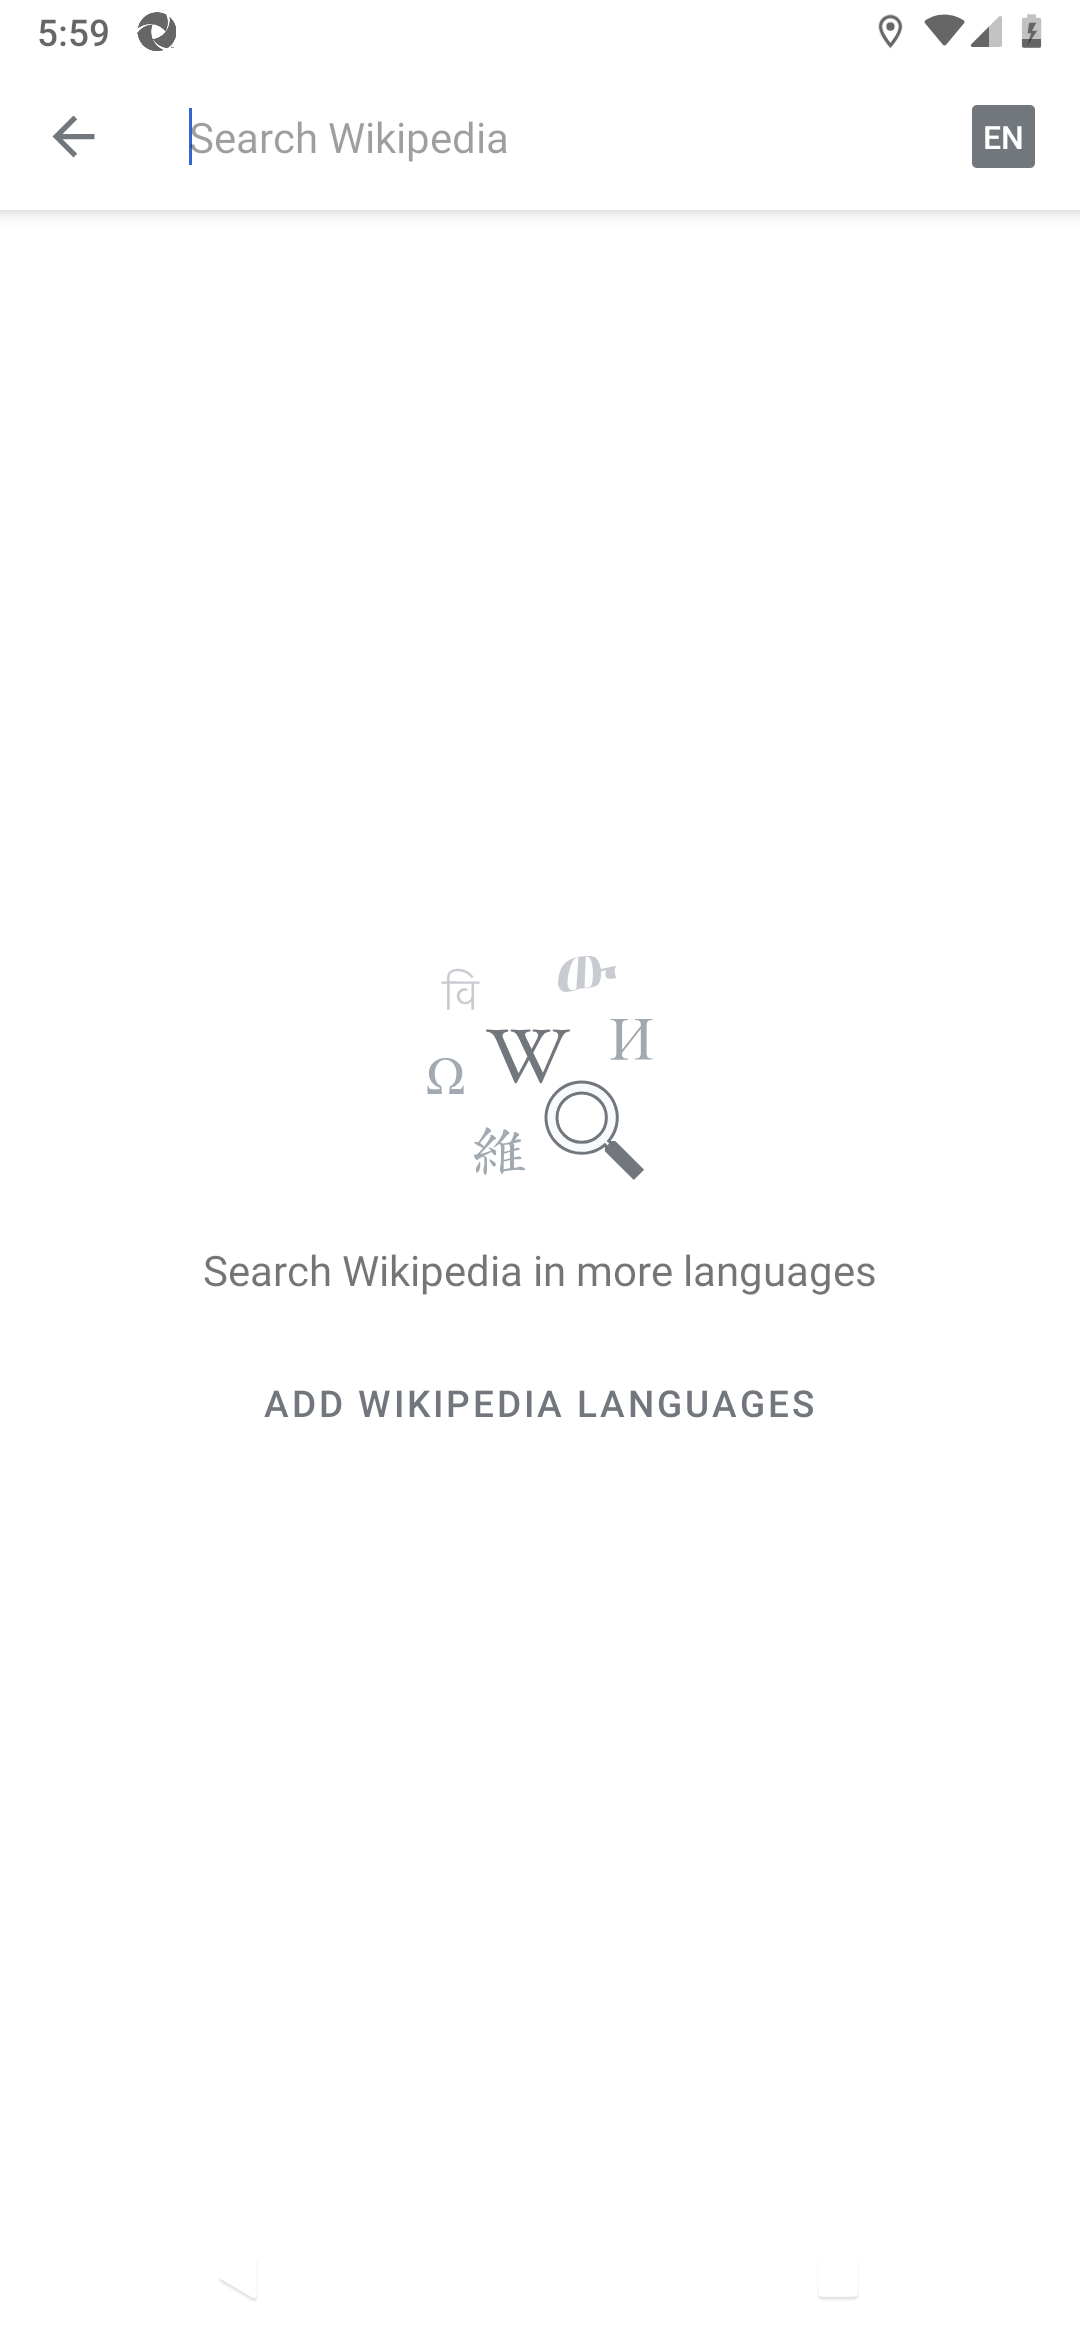 5:59
Search Wikipedia
EN
वि ው
W И
Ω
維
Search Wikipedia in more languages
ADD WIKIPEDIA LANGUAGES